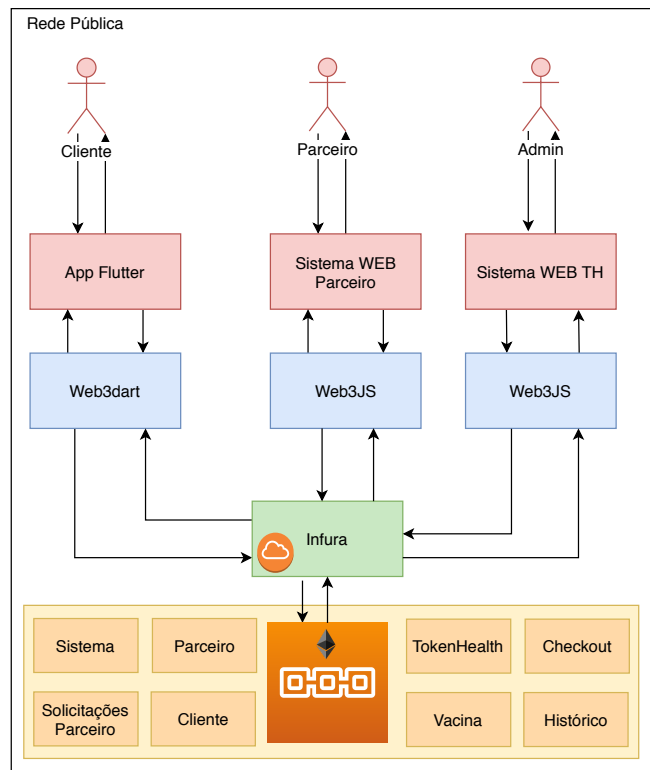 Rede Pública
Cliente
Parceiro
Admin
App Flutter
Sistema WEB
Parceiro
Sistema WEB TH
Web3dart
Web3JS
Web3JS
Infura
Sistema
Parceiro
TokenHealth
Checkout
Solicitações
Parceiro
Cliente
Vacina
Histórico